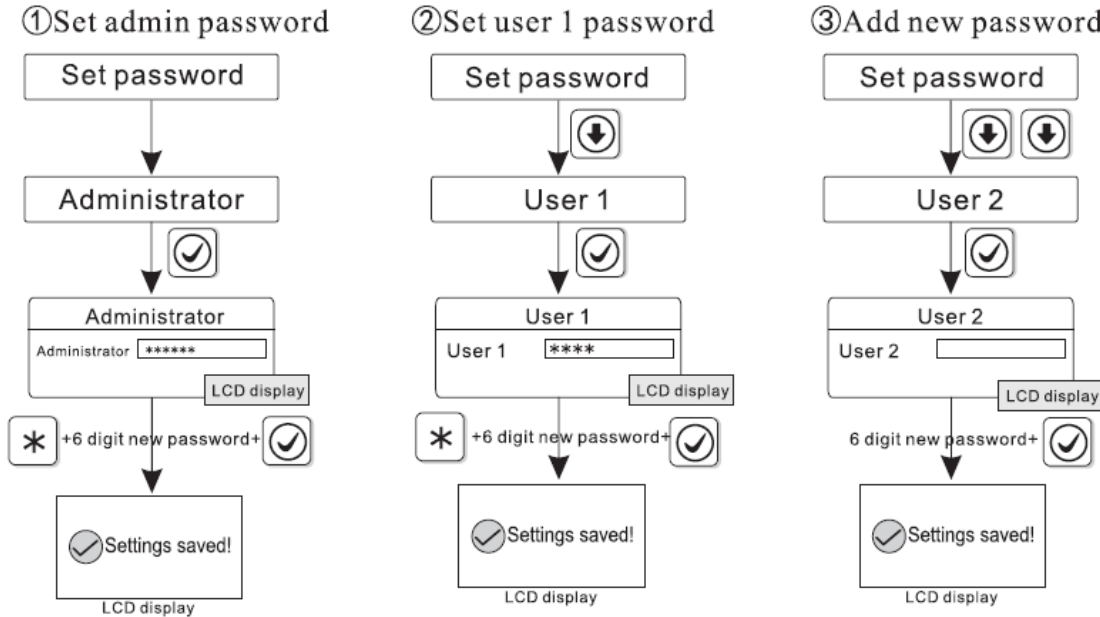 ①Set admin password
Set password
Administrator
Administrator
Administrator ******
LCD display
* +6 digit new password+
Settings saved!
LCD display
②Set user 1 password
Set password
User 1
User 1
User 1 ****
LCD display
* +6 digit new password+
Settings saved!
LCD display
③Add new password
Set password
User 2
User 2
User 2
LCD display
6 digit new password+
Settings saved!
LCD display